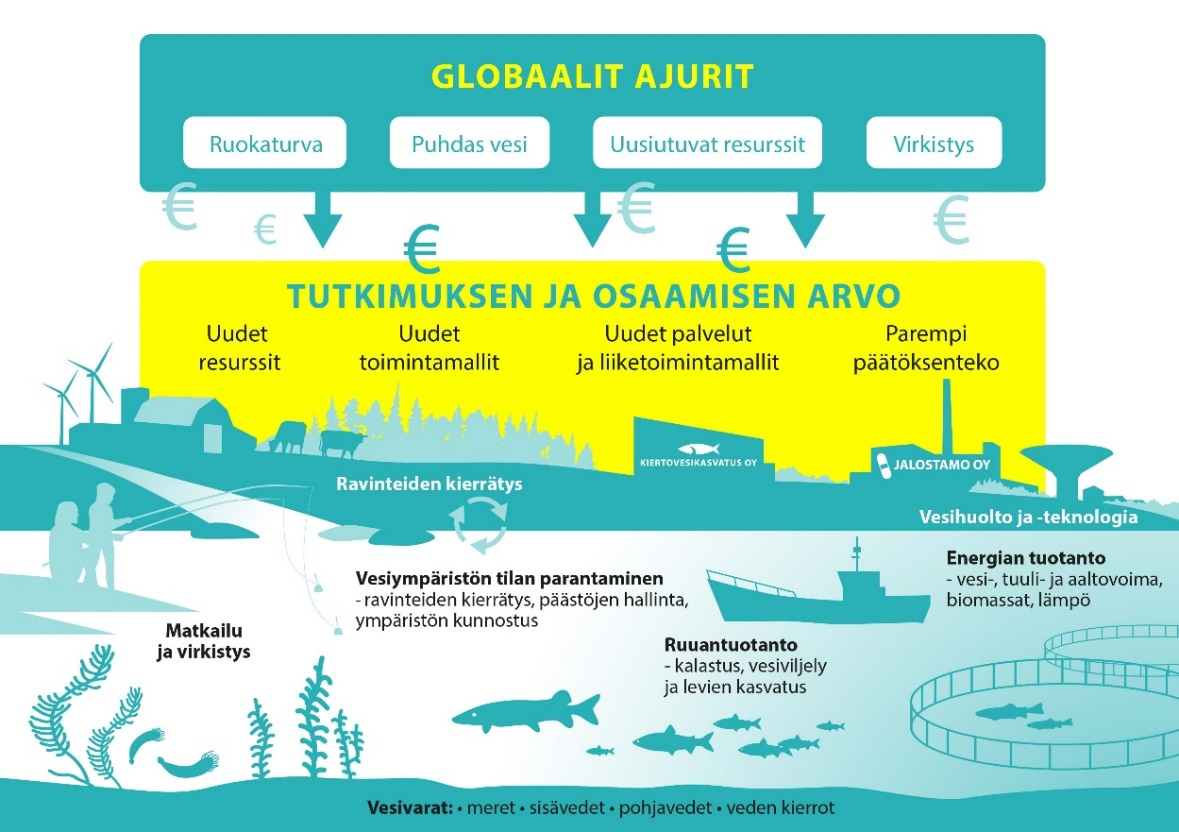 GLOBAALIT AJURIT
Ruokaturva
Puhdas vesi
Uusiutuvat resurssit
Virkistys
€ € € € € €
TUTKIMUKSEN JA OSAAMISEN ARVO
Uudet
resurssit
Uudet
toimintamallit
Uudet palvelut
ja liiketoimintamallit
Parempi
päätöksenteko
KIERTOVESIKASVATUS OY
JALOSTAMO OY
Ravinteiden kierrätys
Vesihuolto ja -teknologia
Energian tuotanto
- vesi-, tuuli- ja aaltovoima,
biomassat, lämpö
Vesiympäristön tilan parantaminen
- ravinteiden kierrätys, päästöjen hallinta,
ympäristön kunnostus
Matkailu
ja virkistys
Ruuantuotanto
- kalastus, vesiviljely
ja levien kasvatus
Vesivarat: • meret • sisävedet • pohjavedet • veden kierrot